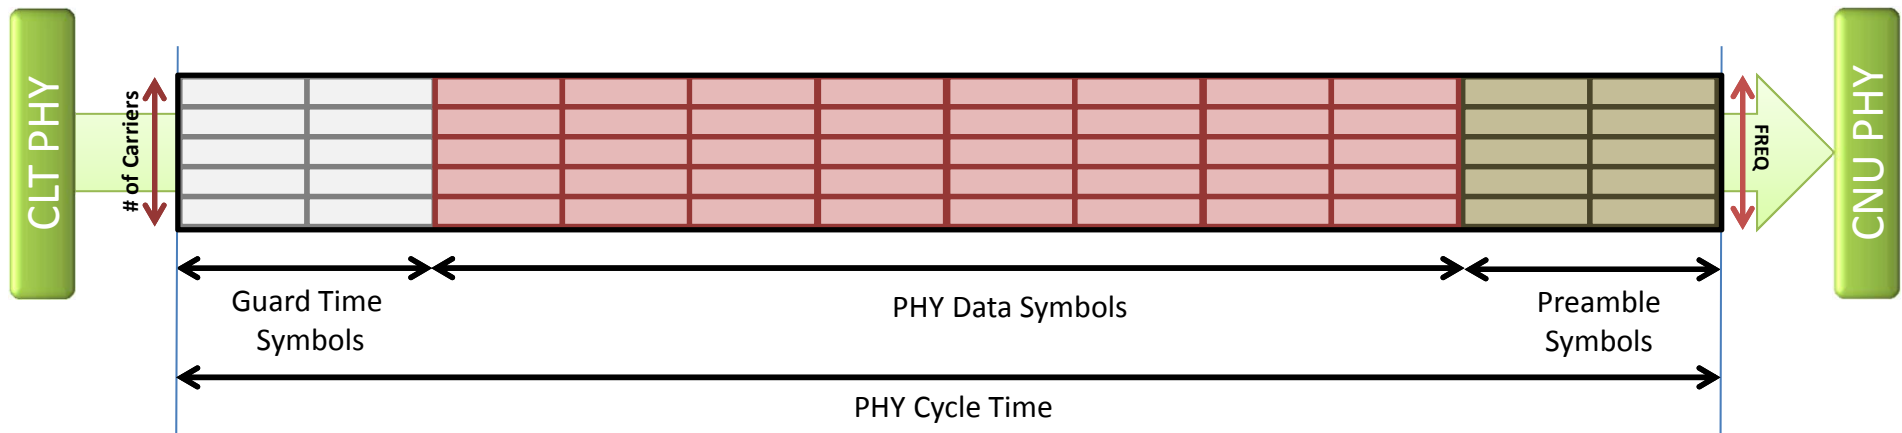 CLT PHY
# of Carriers
FREQ
CNU PHY
Guard Time
Symbols
PHY Data Symbols
Preamble
Symbols
PHY Cycle Time